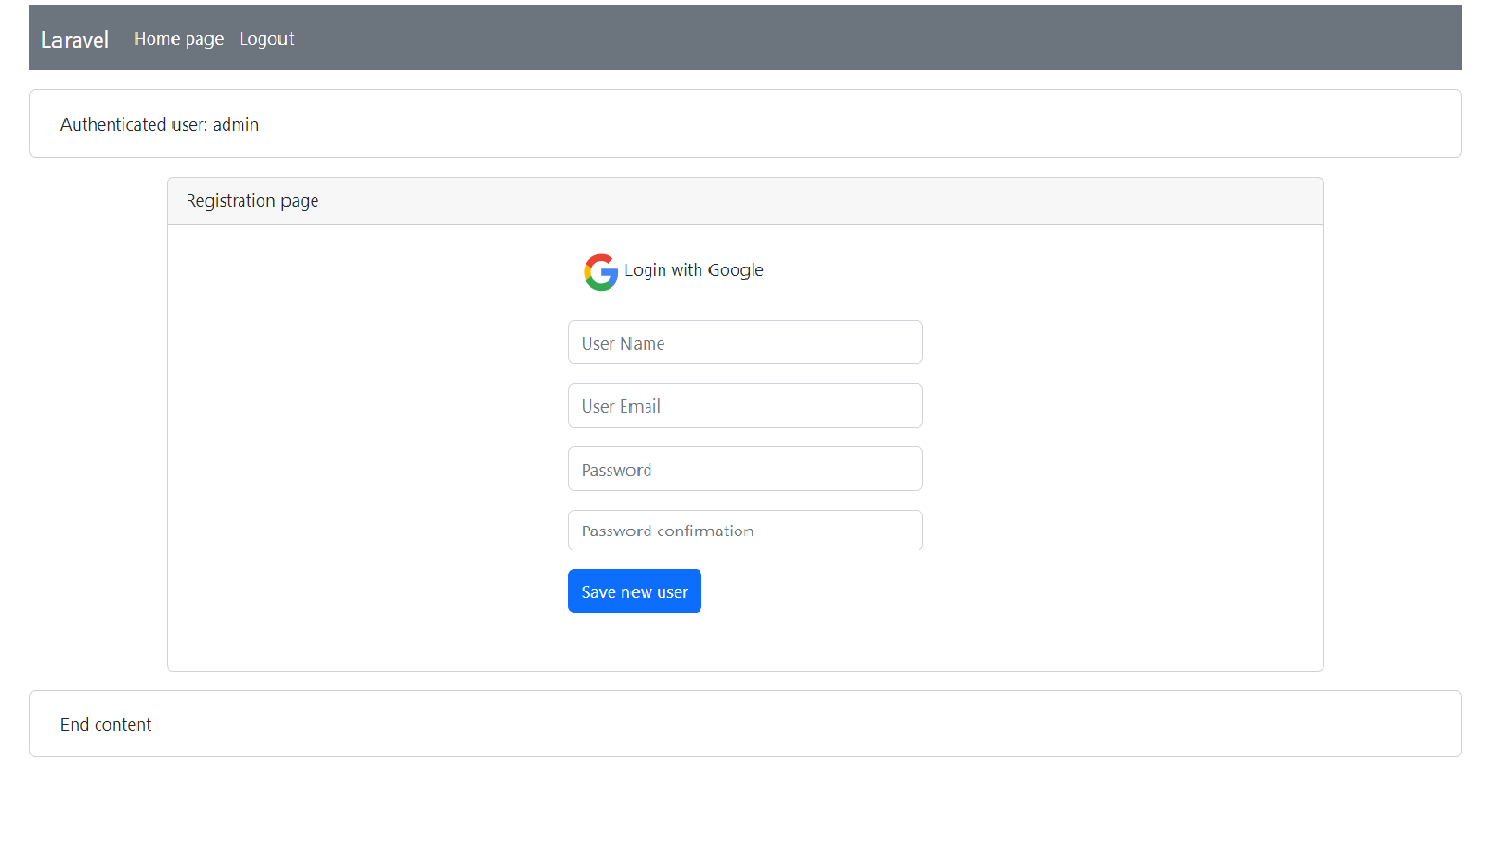 Laravel Home page Logout
Authenticated user: admin
Registration page
Login with Google
User Name
User Email
Password
Password confirmation
Save new user
End content